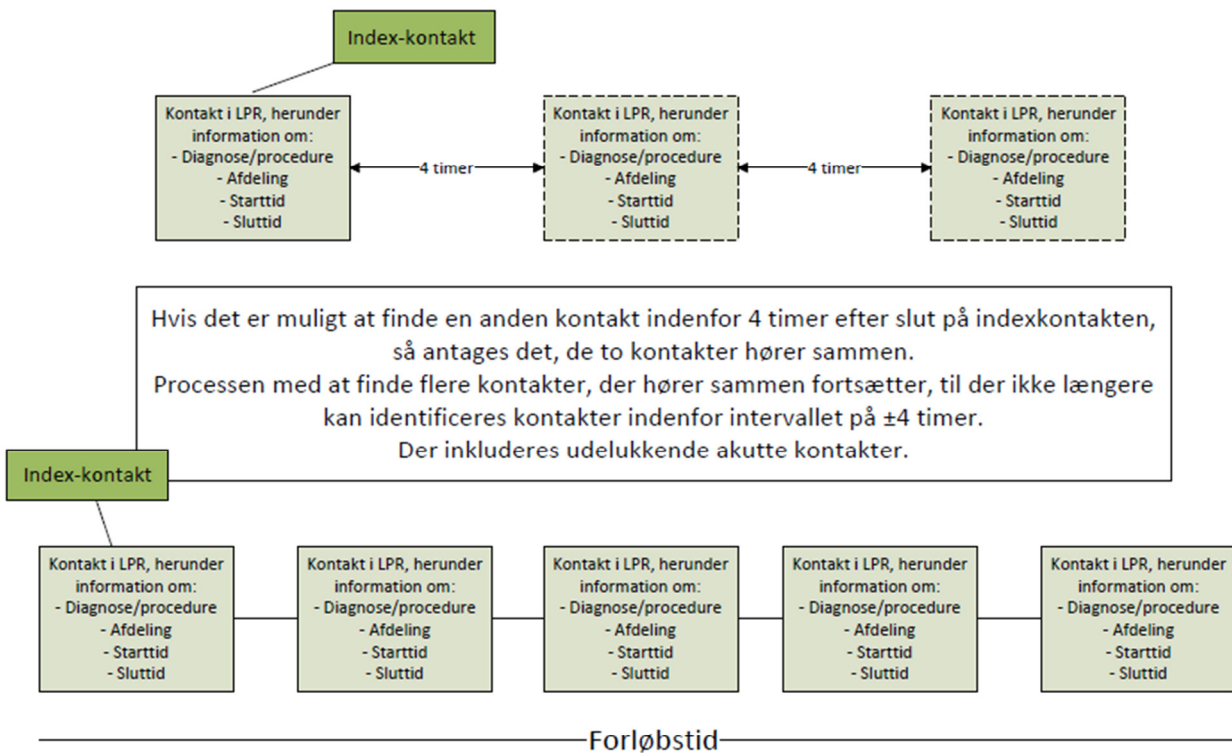 Index-kontakt
Kontakt i LPR, herunder
information om:
- Diagnose/procedure
- Afdeling
- Starttid
- Sluttid
4 timer
Kontakt i LPR, herunder
information om:
- Diagnose/procedure
- Afdeling
- Starttid
- Sluttid
4 timer
Kontakt i LPR, herunder
information om:
- Diagnose/procedure
- Afdeling
- Starttid
- Sluttid
Hvis det er muligt at finde en anden kontakt indenfor 4 timer efter slut på indexkontakten,
så antages det, de to kontakter hører sammen.
Processen med at finde flere kontakter, der hører sammen fortsætter, til der ikke længere
kan identificeres kontakter indenfor intervallet på ±4 timer.
Der inkluderes udelukkende akutte kontakter.
Index-kontakt
Kontakt i LPR, herunder
information om:
- Diagnose/procedure
- Afdeling
- Starttid
- Sluttid
Kontakt i LPR, herunder
information om:
- Diagnose/procedure
- Afdeling
- Starttid
- Sluttid
Kontakt i LPR, herunder
information om:
- Diagnose/procedure
- Afdeling
- Starttid
- Sluttid
Kontakt i LPR, herunder
information om:
- Diagnose/procedure
- Afdeling
- Starttid
- Sluttid
Kontakt i LPR, herunder
information om:
- Diagnose/procedure
- Afdeling
- Starttid
- Sluttid
Forløbstid